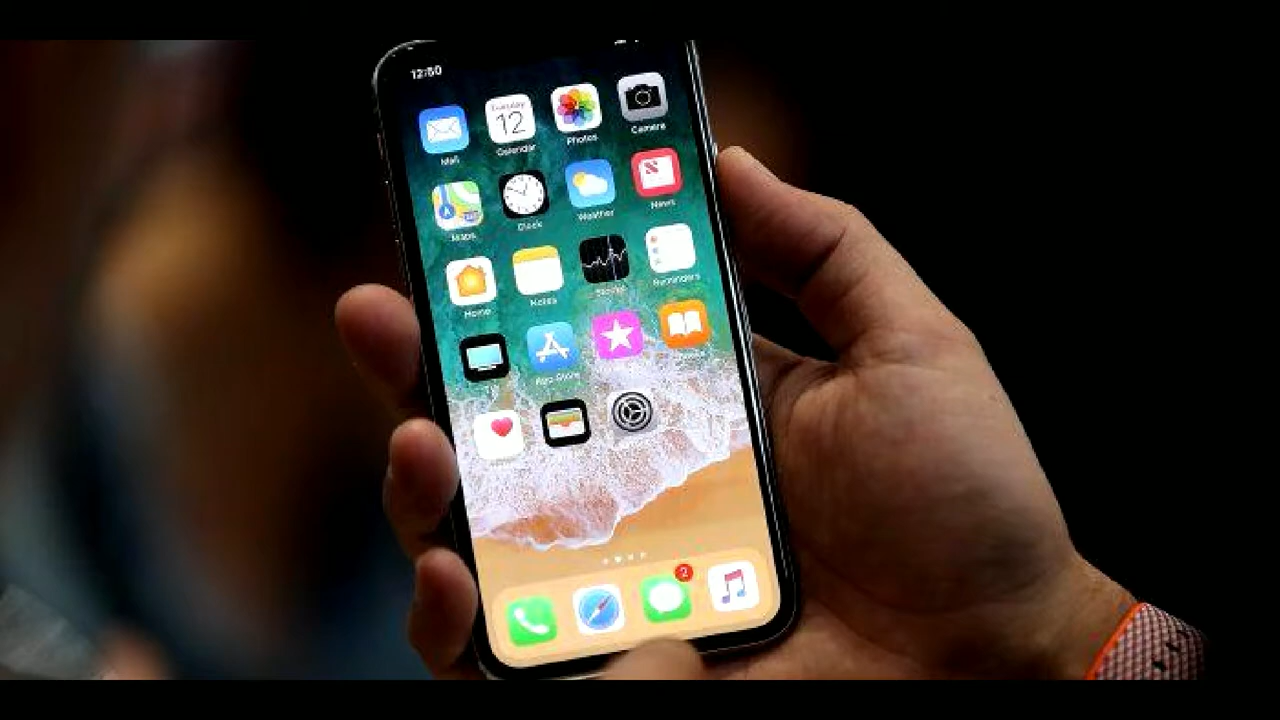 12:50
Mail
Tuesday
12
Calendar
Photos
Camera
Maps
Clock
Weather
News
Home
Notes
Stocks
Reminders
App Store
2